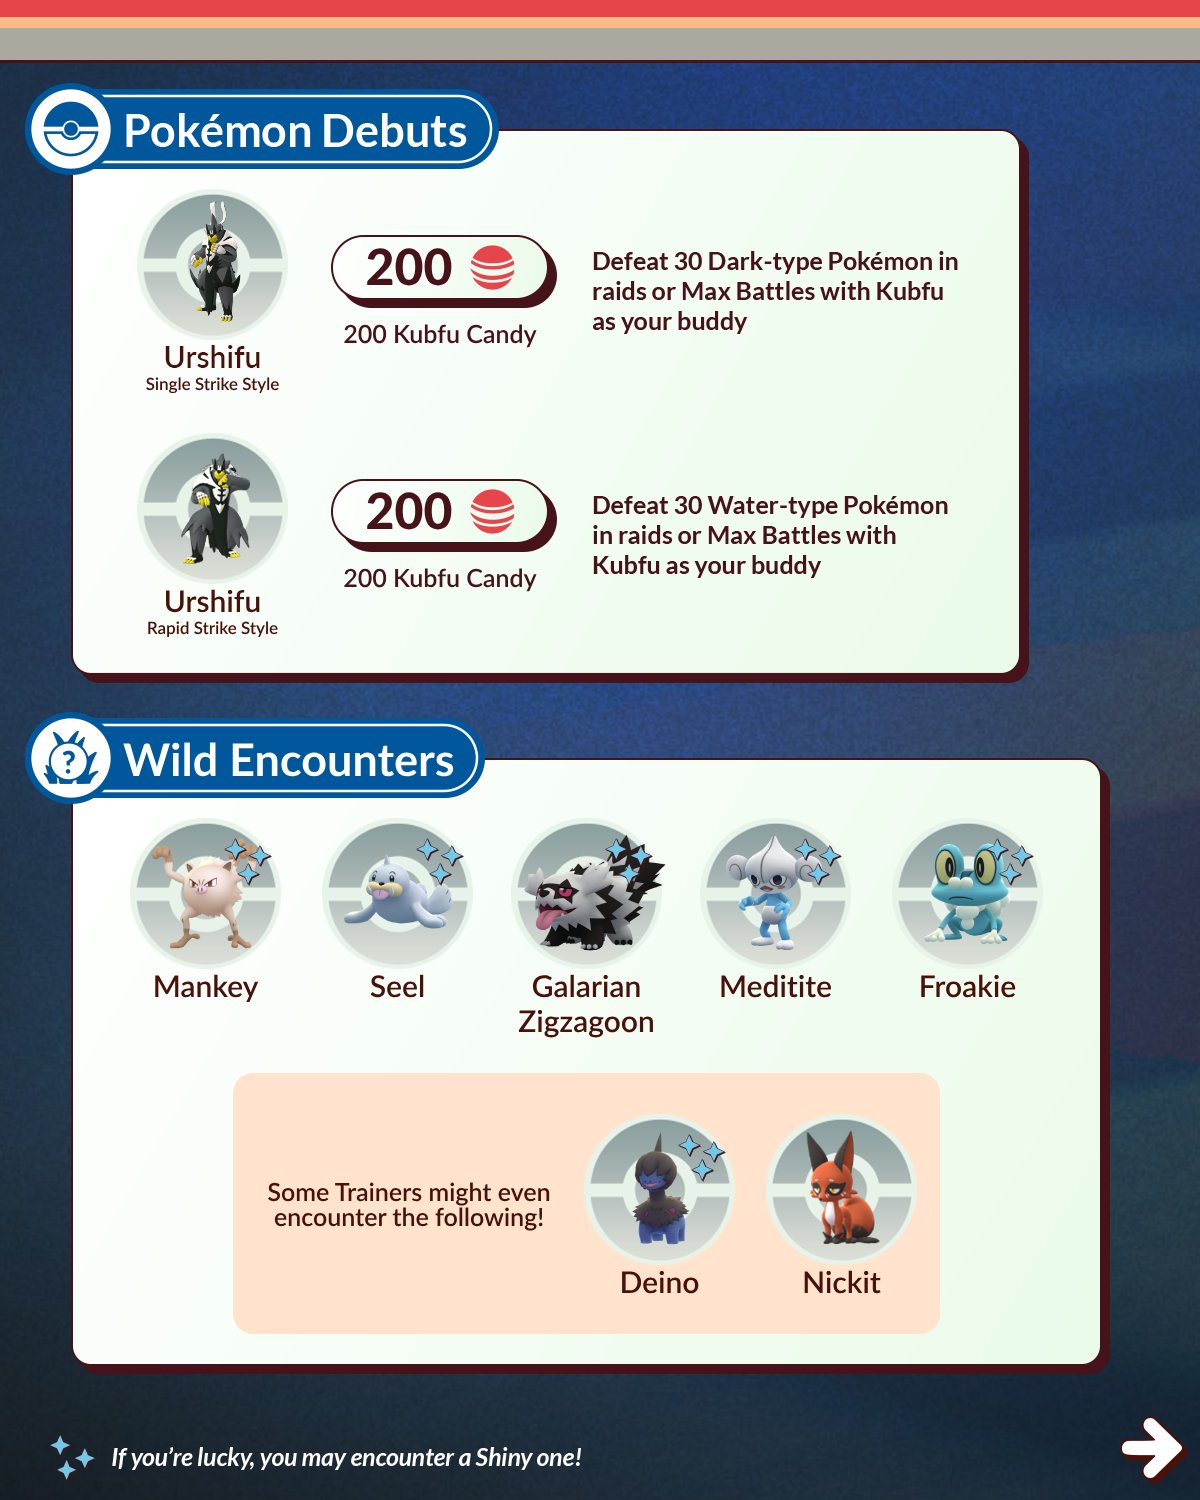 Pokémon Debuts
200
200 Kubfu Candy
Defeat 30 Dark-type Pokémon in
raids or Max Battles with Kubfu
as your buddy
Urshifu
Single Strike Style
200
200 Kubfu Candy
Defeat 30 Water-type Pokémon
in raids or Max Battles with
Kubfu as your buddy
Urshifu
Rapid Strike Style
?
Wild Encounters
Mankey
Seel
Galarian
Zigzagoon
Meditite
Froakie
Some Trainers might even
encounter the following!
Deino
Nickit
If you're lucky, you may encounter a Shiny one!